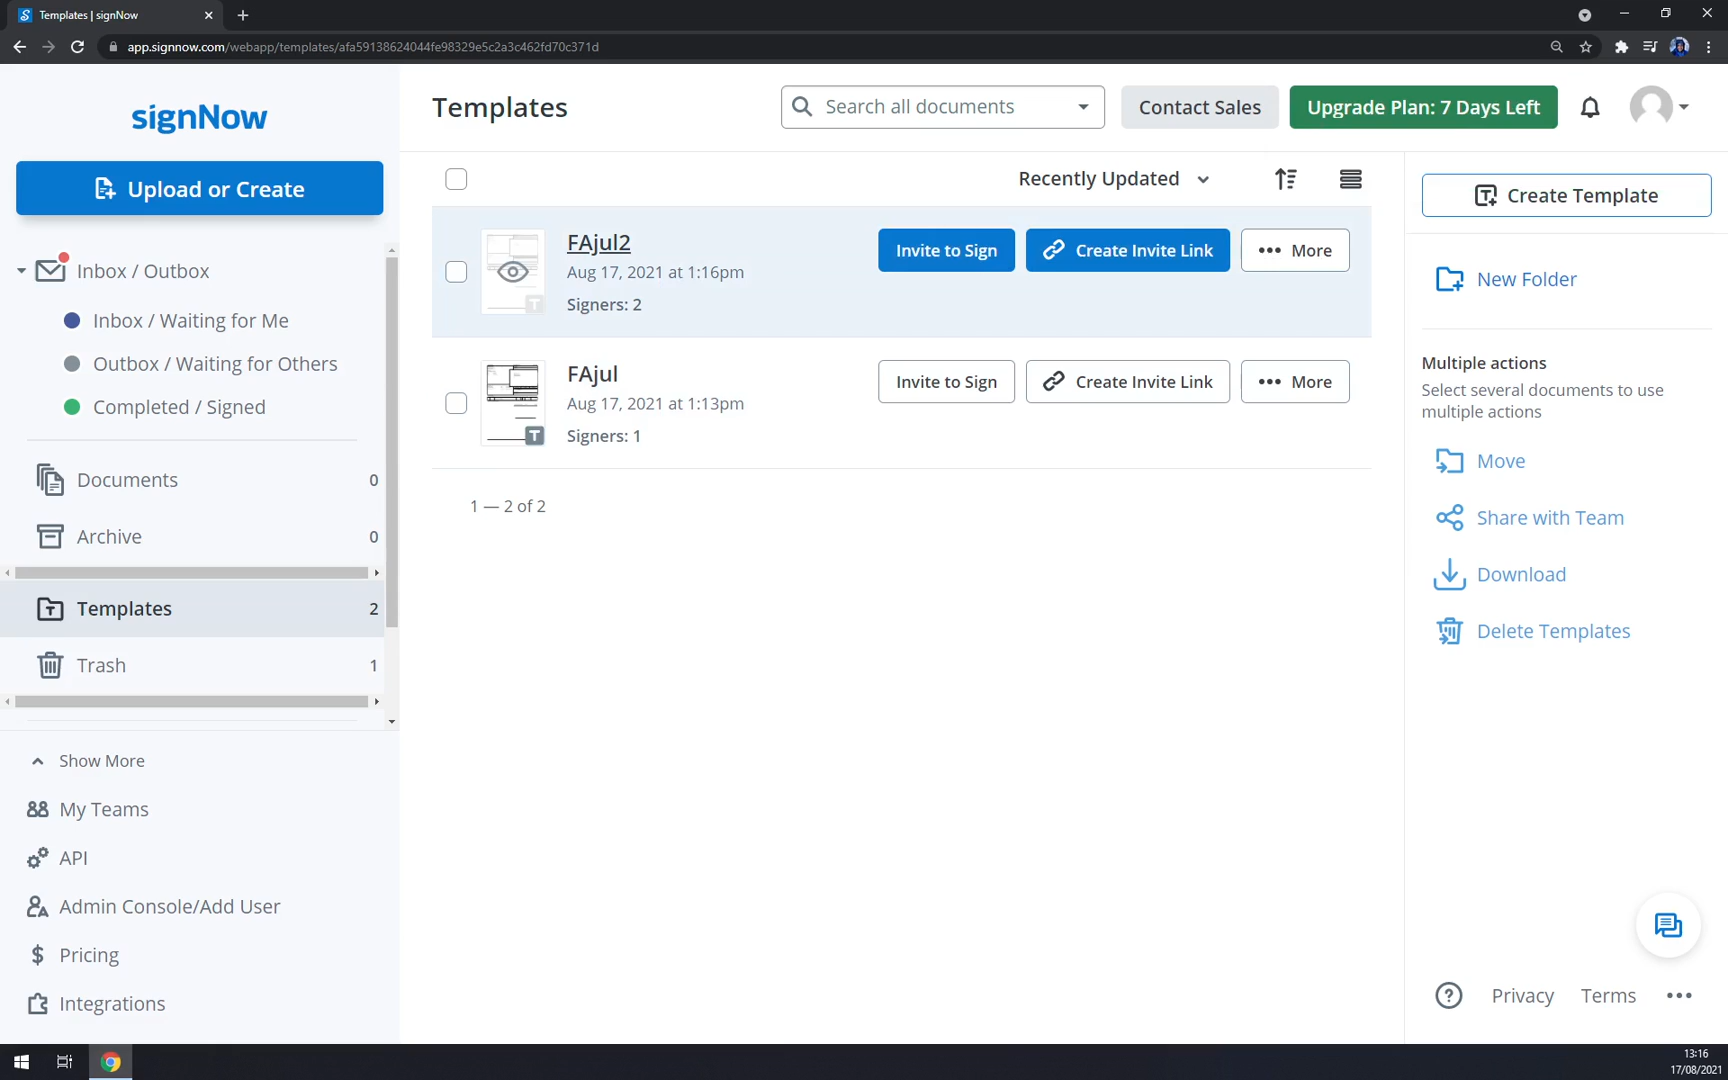 Templates | signNow
app.signnow.com/webapp/templates/afa59138624044fe98329e5c2a3c462fd70c371d
signNow
Templates
Search all documents
Contact Sales
Upgrade Plan: 7 Days Left
Upload or Create
Inbox / Outbox
Inbox / Waiting for Me
Outbox / Waiting for Others
Completed / Signed
Documents 0
Archive 0
Templates 2
Trash 1
Show More
My Teams
API
Admin Console/Add User
Pricing
Integrations
Recently Updated
FAjul2
Aug 17, 2021 at 1:16pm
Signers: 2
Invite to Sign
Create Invite Link
More
FAjul
Aug 17, 2021 at 1:13pm
Signers: 1
Invite to Sign
Create Invite Link
More
1 — 2 of 2
Create Template
New Folder
Multiple actions
Select several documents to use
multiple actions
Move
Share with Team
Download
Delete Templates
Privacy Terms
13:16
17/08/2021